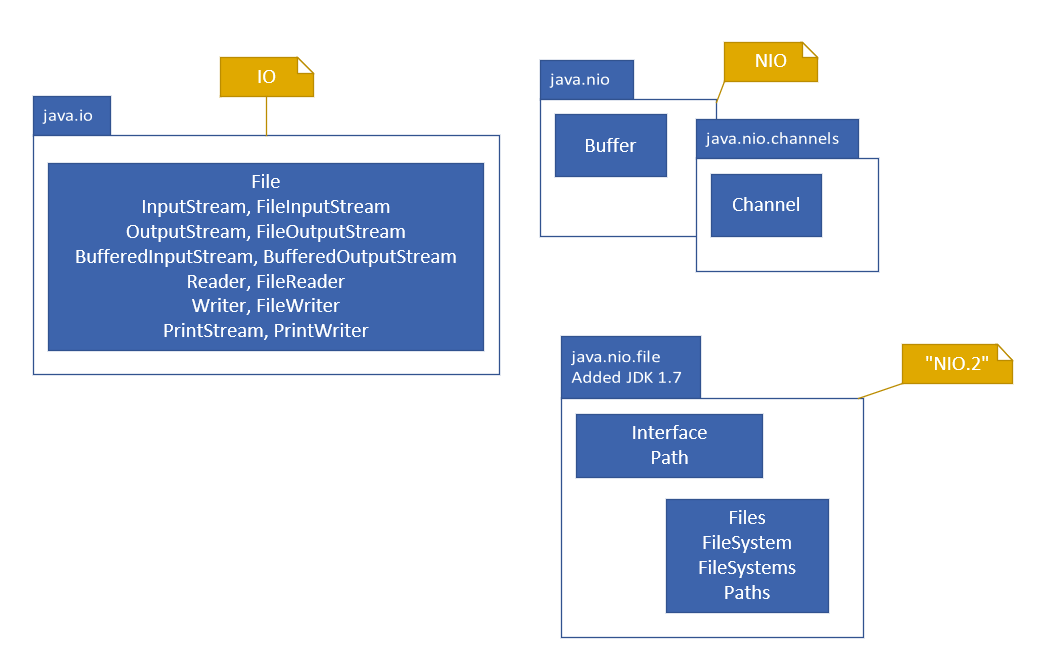 IO
java.io
File
InputStream, FileInputStream
OutputStream, FileOutputStream
BufferedInputStream, BufferedOutputStream
Reader, FileReader
Writer, FileWriter
PrintStream, PrintWriter
NIO
java.nio
Buffer
java.nio.channels
Channel
"NIO.2"
java.nio.file
Added JDK 1.7
Interface
Path
Files
FileSystem
FileSystems
Paths